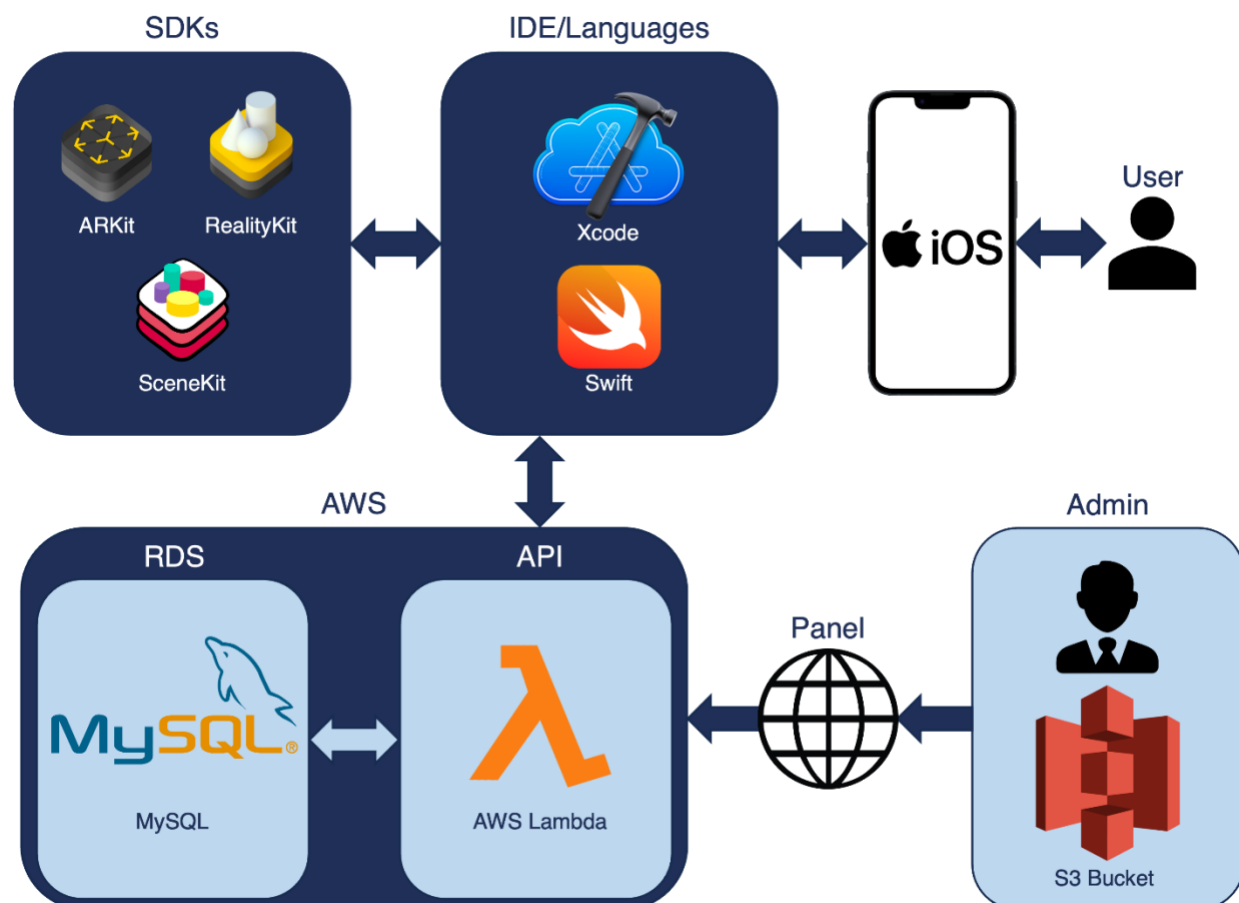 SDKs
IDE/Languages
ARKit
RealityKit
SceneKit
Xcode
Swift
iOS
User
AWS
RDS
API
MySQL®
MySQL
AWS Lambda
Panel
Admin
S3 Bucket